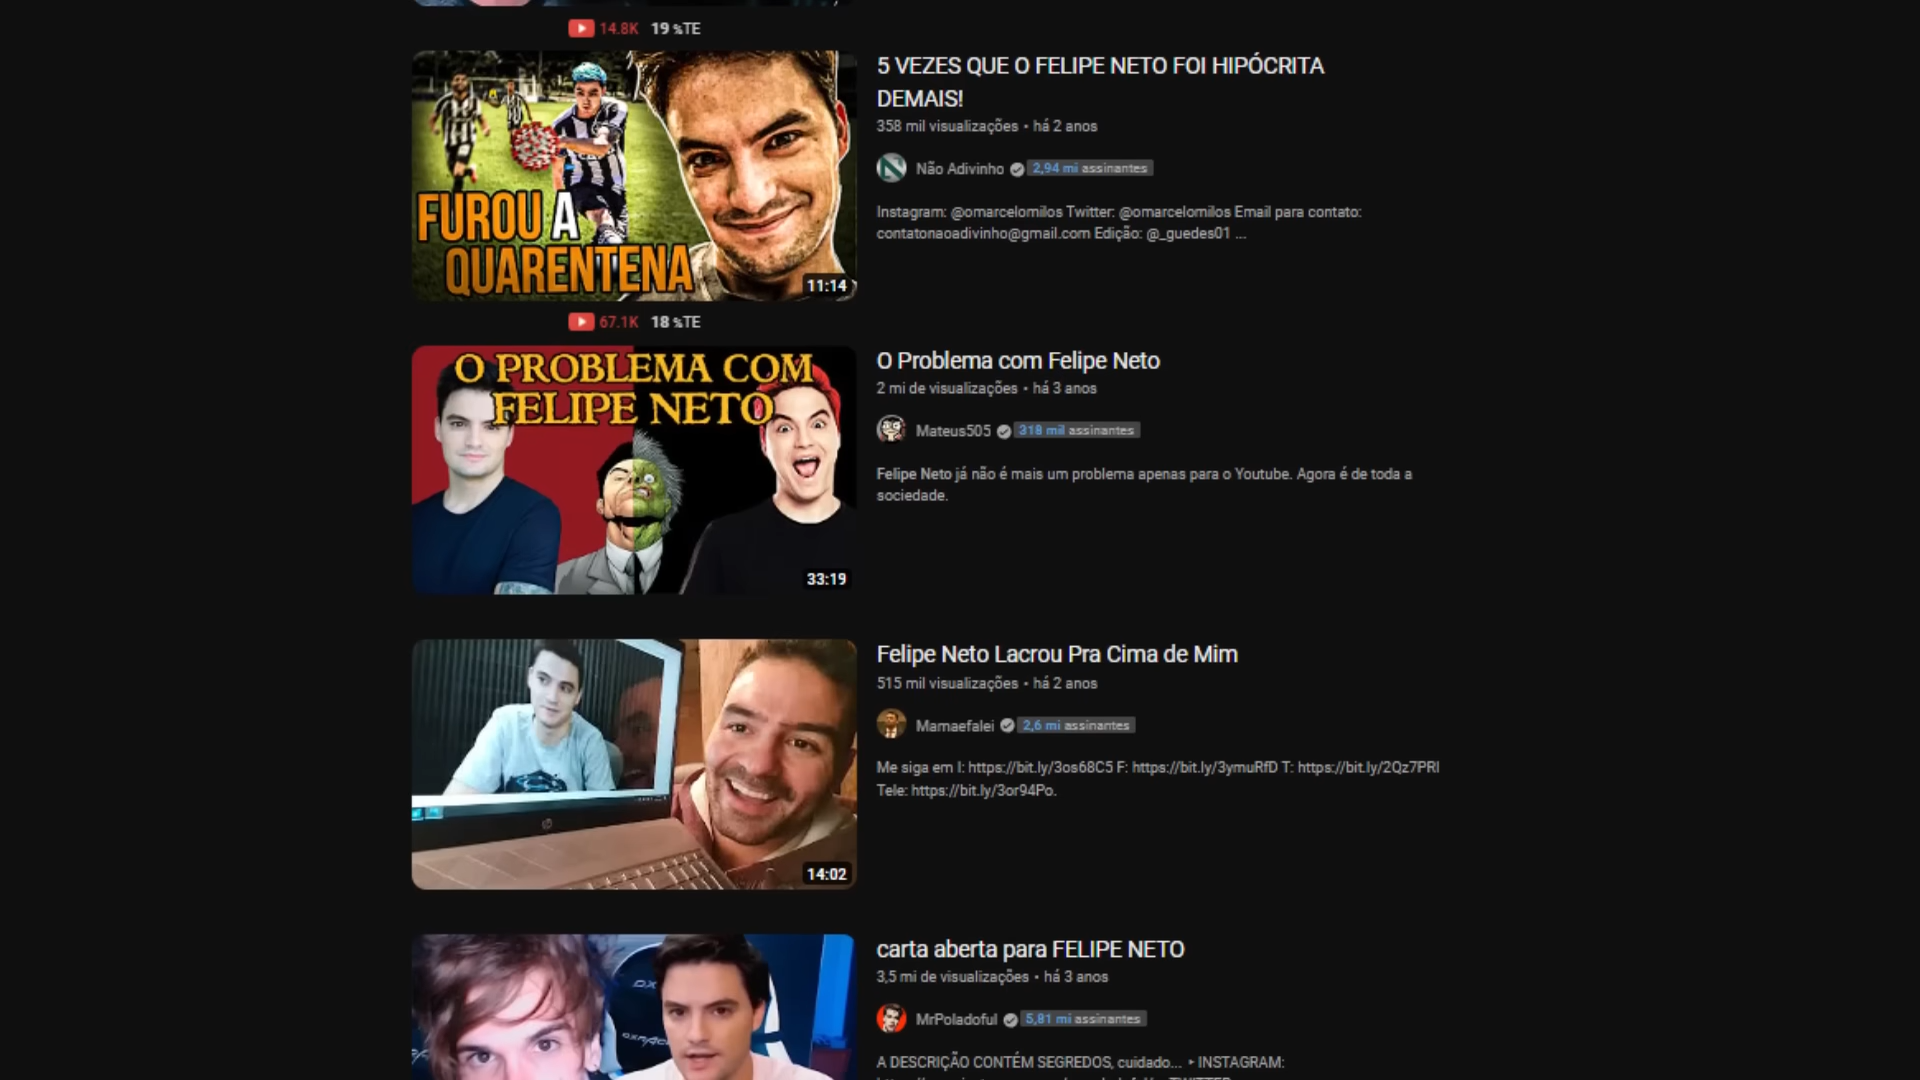 14.8K 19 %TE
FUROU A
QUARENTENA
11:14
5 VEZES QUE O FELIPE NETO FOI HIPÓCRITA
DEMAIS!
358 mil visualizações • há 2 anos
Não Adivinho 2,94 mi assinantes
Instagram: @omarcelomilos Twitter: @omarcelomilos Email para contato:
contatonaoadivinho@gmail.com Edição: @_guedes01 ...
67.1K 18 %TE
O PROBLEMA COM
FELIPE NETO
33:19
O Problema com Felipe Neto
2 mi de visualizações • há 3 anos
Mateus505 318 mil assinantes
Felipe Neto já não é mais um problema apenas para o Youtube. Agora é de toda a
sociedade.
hp
14:02
Felipe Neto Lacrou Pra Cima de Mim
515 mil visualizações • há 2 anos
Mamaefalei 2,6 mi assinantes
Me siga em I: https://bit.ly/3os68C5 F: https://bit.ly/3ymuRfD T: https://bit.ly/2Qz7PRI
Tele: https://bit.ly/3or94Po.
carta aberta para FELIPE NETO
3,5 mi de visualizações • há 3 anos
MrPoladoful 5,81 mi assinantes
A DESCRIÇÃO CONTÉM SEGREDOS, cuidado... ‣ INSTAGRAM: